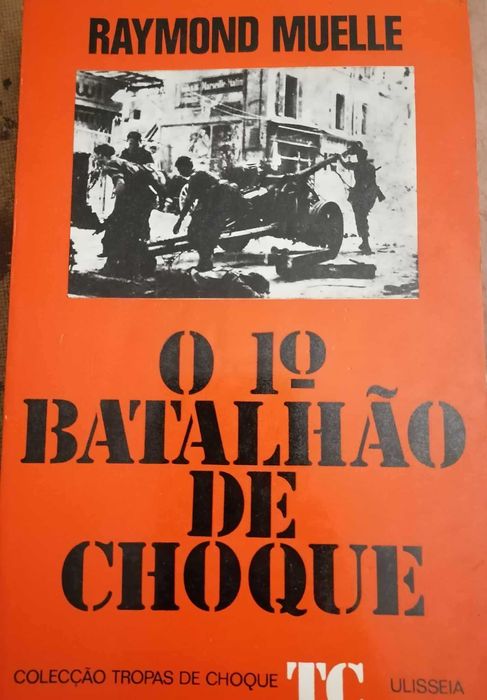 RAYMOND MUELLE
O 1º
BATALHÃO
DE
CHOQUE
COLECÇÃO TROPAS DE CHOQUE TC ULISSEIA